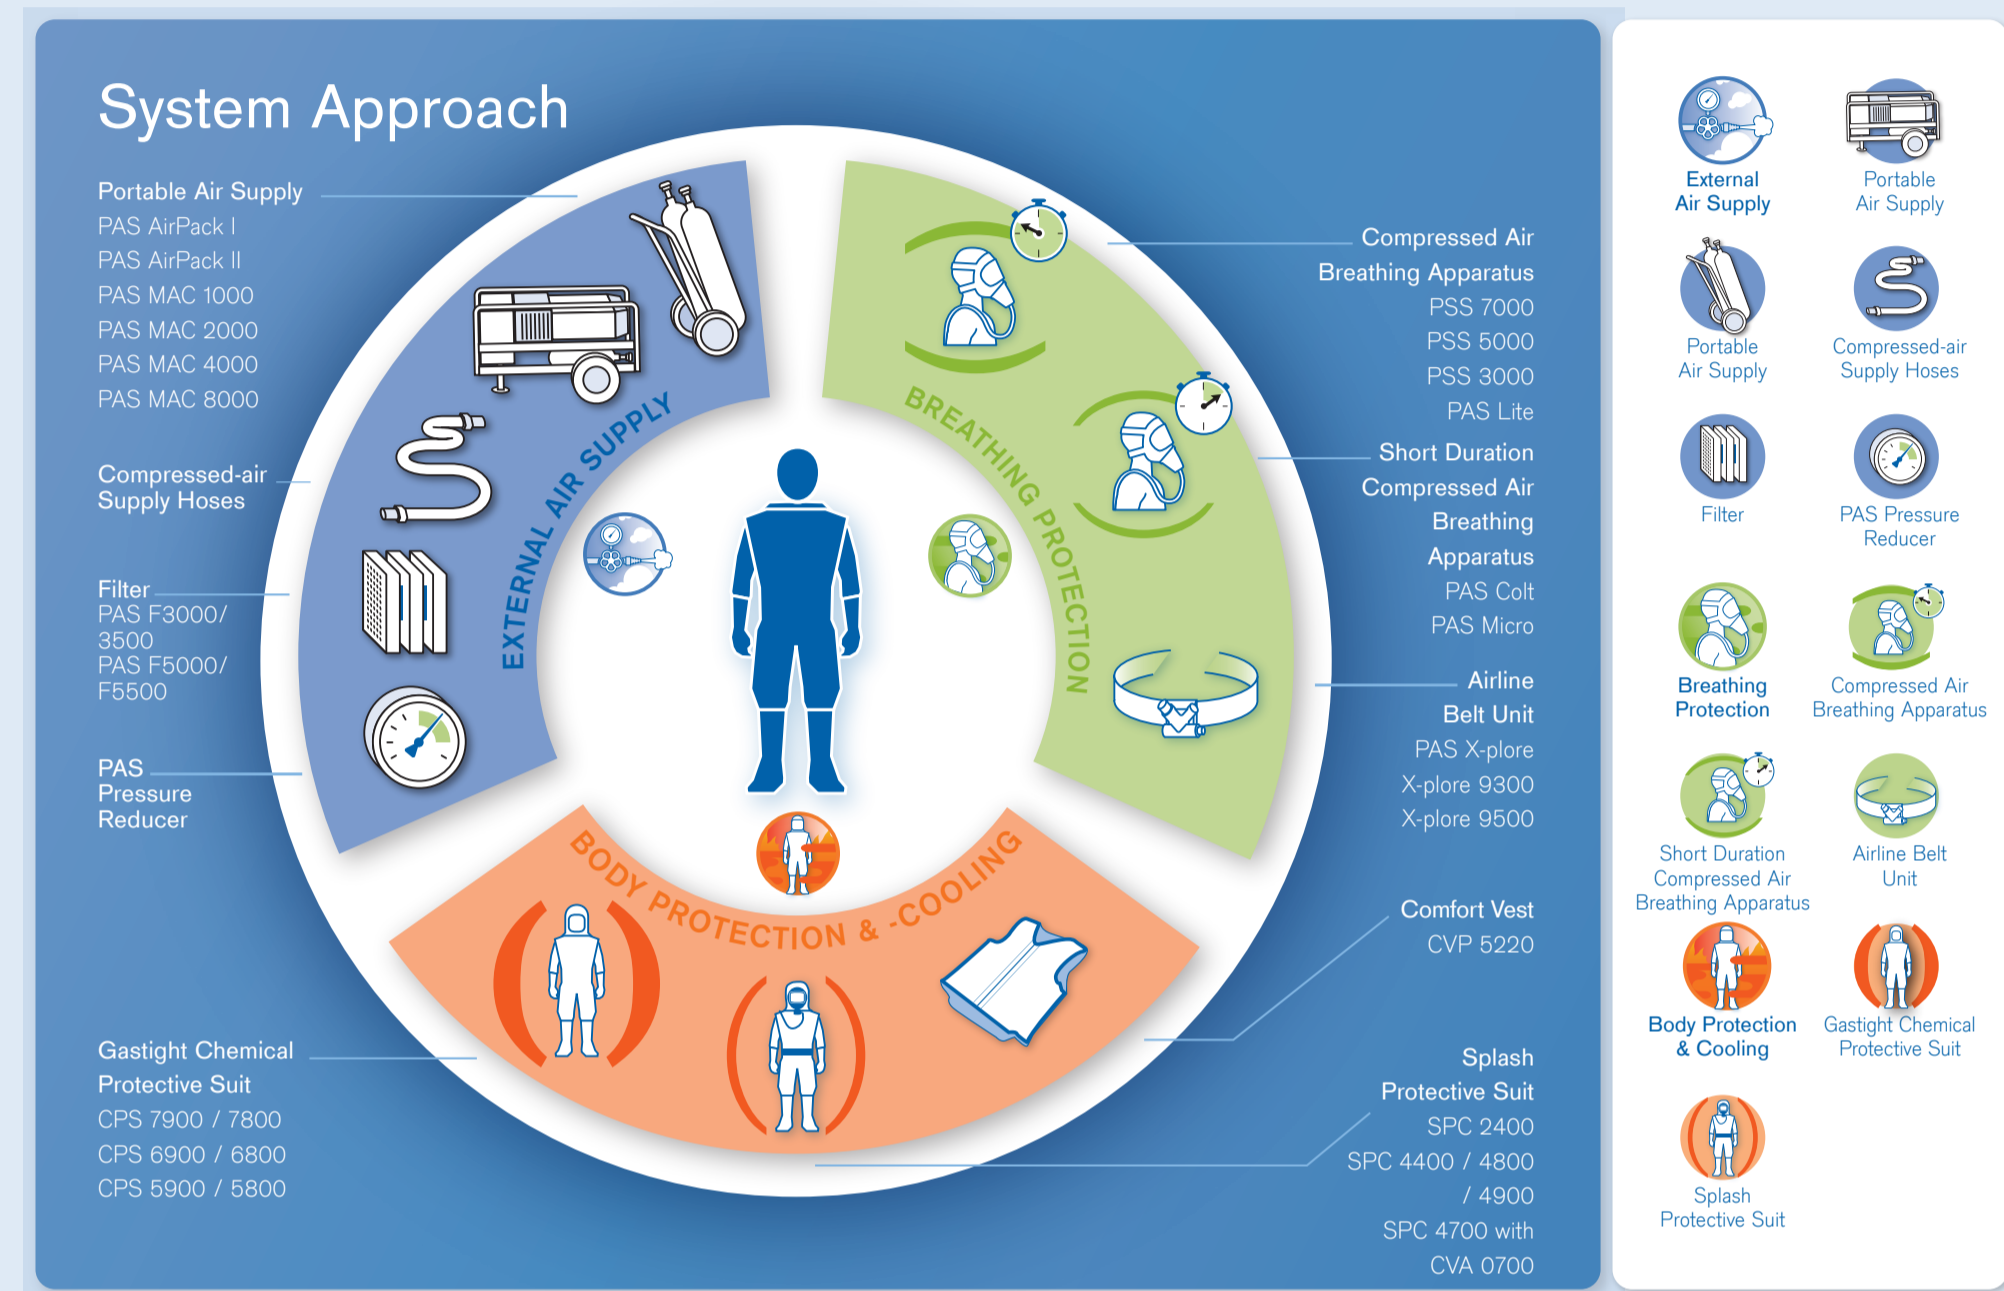 System Approach
Portable Air Supply
PAS AirPack I
PAS AirPack II
PAS MAC 1000
PAS MAC 2000
PAS MAC 4000
PAS MAC 8000
Compressed-air
Supply Hoses
Filter
PAS F3000/
3500
PAS F5000/
F5500
PAS
Pressure
Reducer
Gastight Chemical
Protective Suit
CPS 7900 / 7800
CPS 6900 / 6800
CPS 5900 / 5800
EXTERNAL AIR SUPPLY
BREATHING PROTECTION
BODY PROTECTION & -COOLING
Compressed Air
Breathing Apparatus
PSS 7000
PSS 5000
PSS 3000
PAS Lite
Short Duration
Compressed Air
Breathing
Apparatus
PAS Colt
PAS Micro
Airline
Belt Unit
PAS X-plore
X-plore 9300
X-plore 9500
Comfort Vest
CVP 5220
Splash
Protective Suit
SPC 2400
SPC 4400 / 4800
/ 4900
SPC 4700 with
CVA 0700
External
Air Supply
Portable
Air Supply
Portable
Air Supply
Compressed-air
Supply Hoses
Filter
PAS Pressure
Reducer
Breathing
Protection
Compressed Air
Breathing Apparatus
Short Duration
Compressed Air
Breathing Apparatus
Airline Belt
Unit
Body Protection
& Cooling
Gastight Chemical
Protective Suit
Splash
Protective Suit